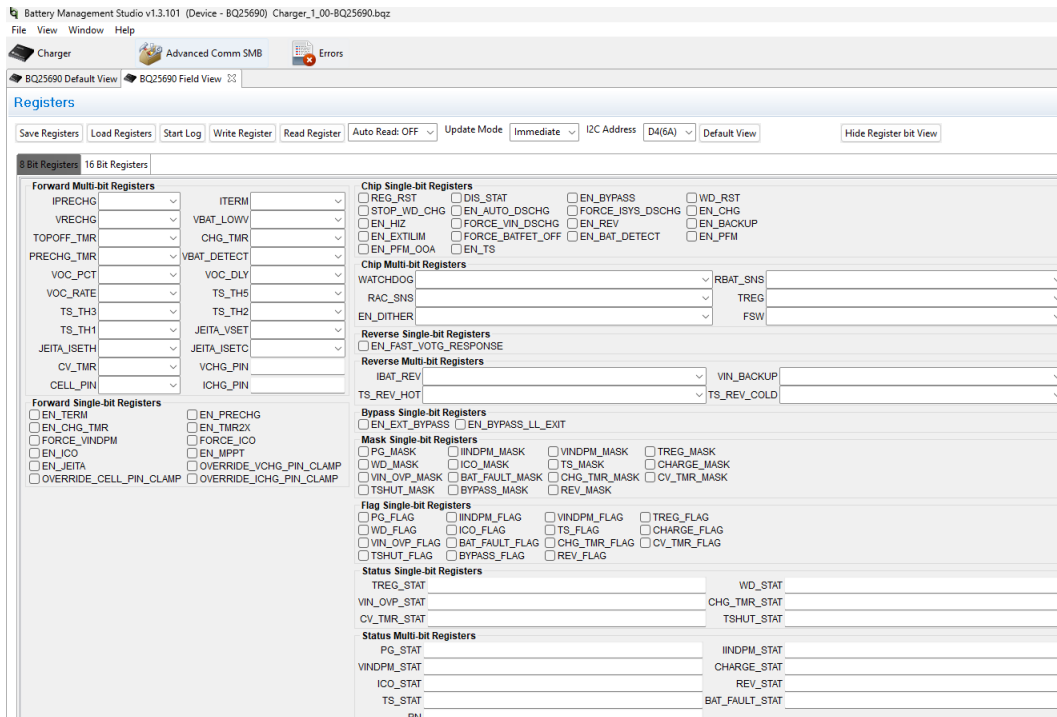 Battery Management Studio v1.3.101 (Device - BQ25690) Charger_1_00-BQ25690.bqz
File View Window Help
Charger Advanced Comm SMB Errors
BQ25690 Default View BQ25690 Field View
Registers
Save Registers Load Registers Start Log Write Register Read Register Auto Read: OFF Update Mode Immediate I2C Address D4(6A) Default View Hide Register bit View
8 Bit Registers 16 Bit Registers
Forward Multi-bit Registers
IPRECHG ITERM
VRECHG VBAT_LOWV
TOPOFF_TMR CHG_TMR
PRECHG_TMR VBAT_DETECT
VOC_PCT VOC_DLY
VOC_RATE TS_TH5
TS_TH3 TS_TH2
TS_TH1 JEITA_VSET
JEITA_ISETH JEITA_ISETC
CV_TMR VCHG_PIN
CELL_PIN ICHG_PIN
Forward Single-bit Registers
EN_TERM EN_PRECHG
EN_CHG_TMR EN_TMR2X
FORCE_VINDPM FORCE_ICO
EN_ICO EN_MPPT
EN_JEITA OVERRIDE_VCHG_PIN_CLAMP
OVERRIDE_CELL_PIN_CLAMP OVERRIDE_ICHG_PIN_CLAMP
Chip Single-bit Registers
REG_RST DIS_STAT EN_BYPASS WD_RST
STOP_WD_CHG EN_AUTO_DSCHG FORCE_ISYS_DSCHG EN_CHG
EN_HIZ FORCE_VIN_DSCHG EN_REV EN_BACKUP
EN_EXTILIM FORCE_BATFET_OFF EN_BAT_DETECT EN_PFM
EN_PFM_OOA EN_TS
Chip Multi-bit Registers
WATCHDOG RBAT_SNS
RAC_SNS TREG
EN_DITHER FSW
Reverse Single-bit Registers
EN_FAST_VOTG_RESPONSE
Reverse Multi-bit Registers
IBAT_REV VIN_BACKUP
TS_REV_HOT TS_REV_COLD
Bypass Single-bit Registers
EN_EXT_BYPASS EN_BYPASS_LL_EXIT
Mask Single-bit Registers
PG_MASK IINDPM_MASK VINDPM_MASK TREG_MASK
WD_MASK ICO_MASK TS_MASK CHARGE_MASK
VIN_OVP_MASK BAT_FAULT_MASK CHG_TMR_MASK CV_TMR_MASK
TSHUT_MASK BYPASS_MASK REV_MASK
Flag Single-bit Registers
PG_FLAG IINDPM_FLAG VINDPM_FLAG TREG_FLAG
WD_FLAG ICO_FLAG TS_FLAG CHARGE_FLAG
VIN_OVP_FLAG BAT_FAULT_FLAG CHG_TMR_FLAG CV_TMR_FLAG
TSHUT_FLAG BYPASS_FLAG REV_FLAG
Status Single-bit Registers
TREG_STAT WD_STAT
VIN_OVP_STAT CHG_TMR_STAT
CV_TMR_STAT TSHUT_STAT
Status Multi-bit Registers
PG_STAT IINDPM_STAT
VINDPM_STAT CHARGE_STAT
ICO_STAT REV_STAT
TS_STAT BAT_FAULT_STAT